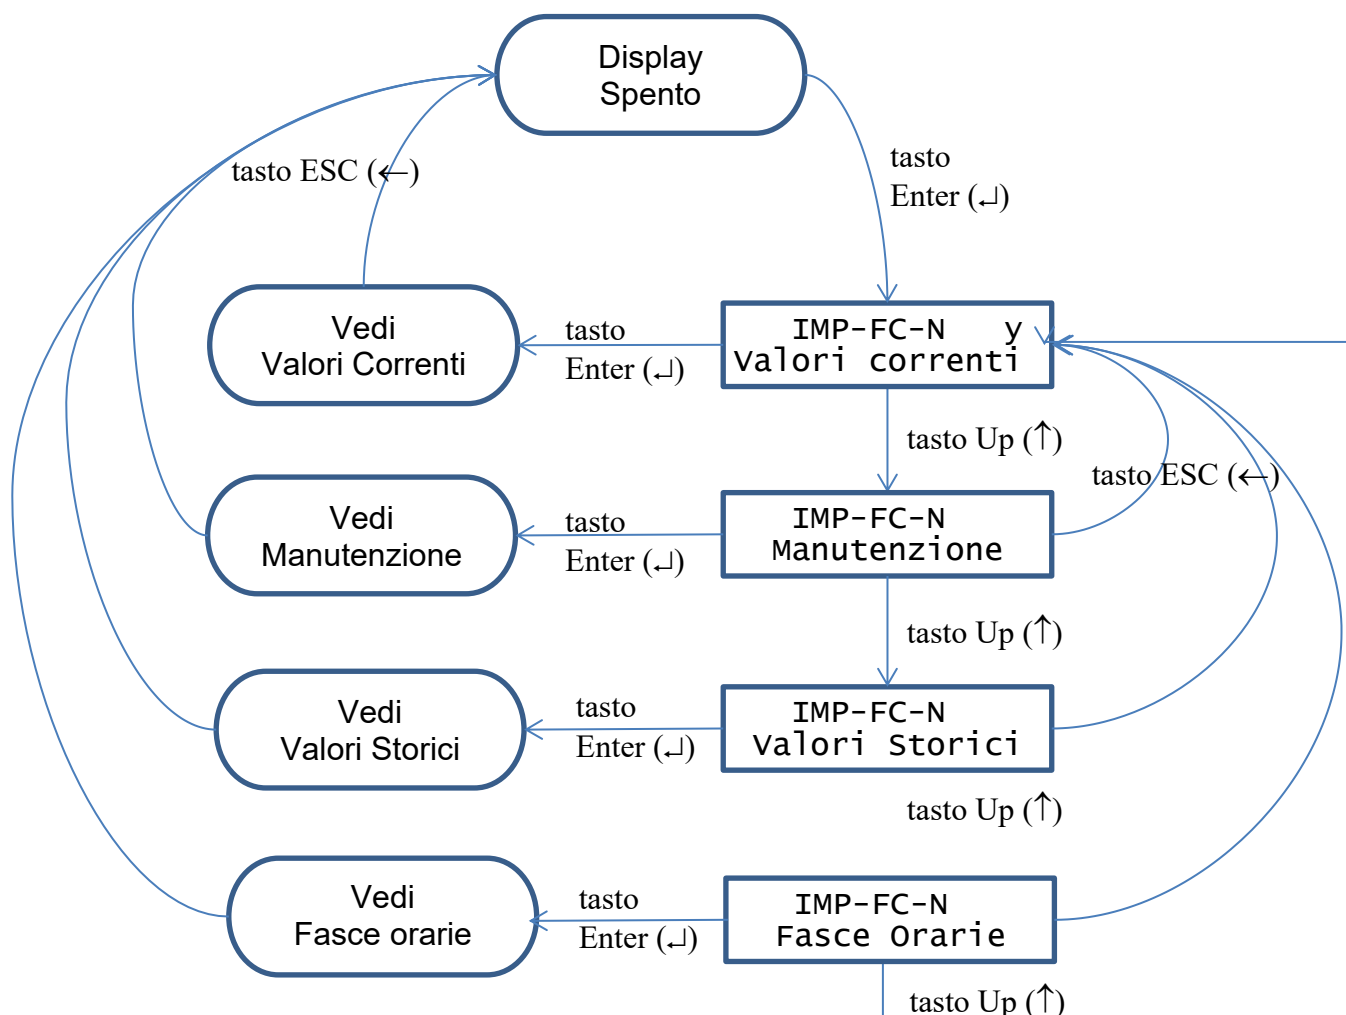 Display
Spento
tasto ESC (←)
tasto
Enter (↵)
Vedi
Valori Correnti
tasto
Enter (↵)
IMP-FC-N   y
Valori correnti
tasto Up (↑)
tasto ESC (←)
Vedi
Manutenzione
tasto
Enter (↵)
IMP-FC-N
Manutenzione
tasto Up (↑)
Vedi
Valori Storici
tasto
Enter (↵)
IMP-FC-N
Valori Storici
tasto Up (↑)
Vedi
Fasce orarie
tasto
Enter (↵)
IMP-FC-N
Fasce Orarie
tasto Up (↑)